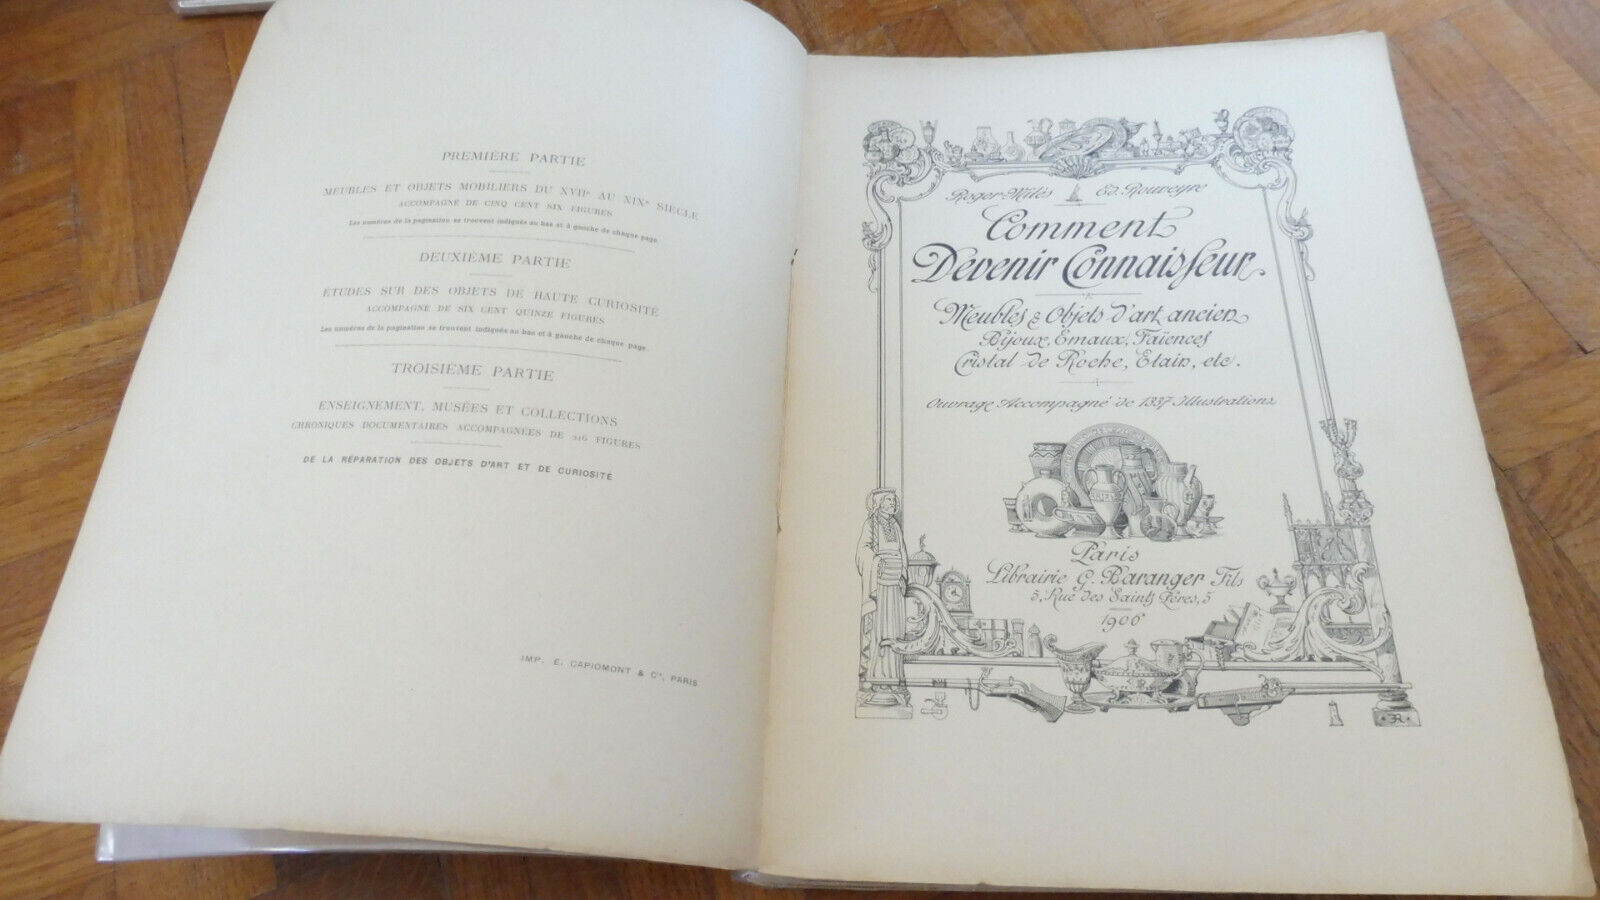 PREMIÈRE PARTIE
MEUBLES ET OBJETS MOBILIERS DU XVIIe AU XIXe SIÈCLE
ACCOMPAGNÉ DE CINQ CENT SIX FIGURES
Les numéros de la pagination se trouvent indiqués au bas et à gauche de chaque page.
DEUXIÈME PARTIE
ÉTUDES SUR DES OBJETS DE HAUTE CURIOSITÉ
ACCOMPAGNÉ DE SIX CENT QUINZE FIGURES
Les numéros de la pagination se trouvent indiqués au bas et à gauche de chaque page.
TROISIÈME PARTIE
ENSEIGNEMENT, MUSÉES ET COLLECTIONS
CHRONIQUES DOCUMENTAIRES ACCOMPAGNÉES DE 216 FIGURES
DE LA RÉPARATION DES OBJETS D'ART ET DE CURIOSITÉ
IMP. E. CAPIOMONT & Cie, PARIS
Roger-Milès Ed. Rouveyre
Comment
Devenir Connaisseur.
Meubles & Objets d'art ancien
Bijoux, Emaux, Faïences
Cristal de Roche, Etain, etc.
Ouvrage Accompagné de 1337 Illustrations
Paris
Librairie G. Baranger Fils
5, Rue des Saints Pères, 5
1906